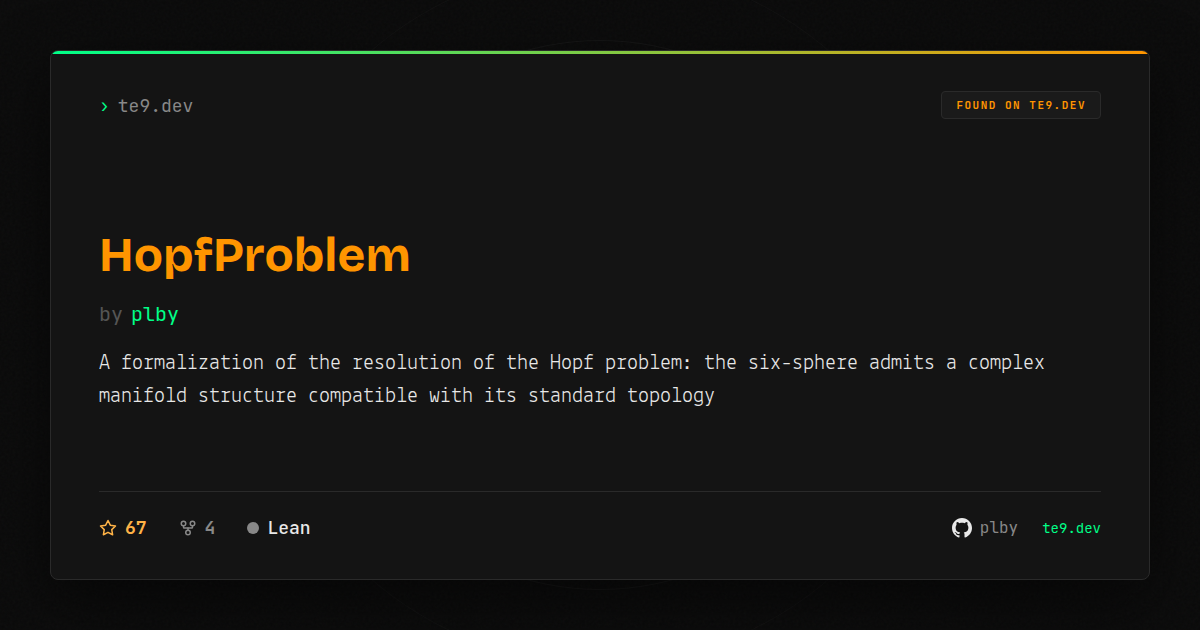 › te9.dev
FOUND ON TE9.DEV
HopfProblem
by plby
A formalization of the resolution of the Hopf problem: the six-sphere admits a complex
manifold structure compatible with its standard topology
67 4 Lean
plby te9.dev